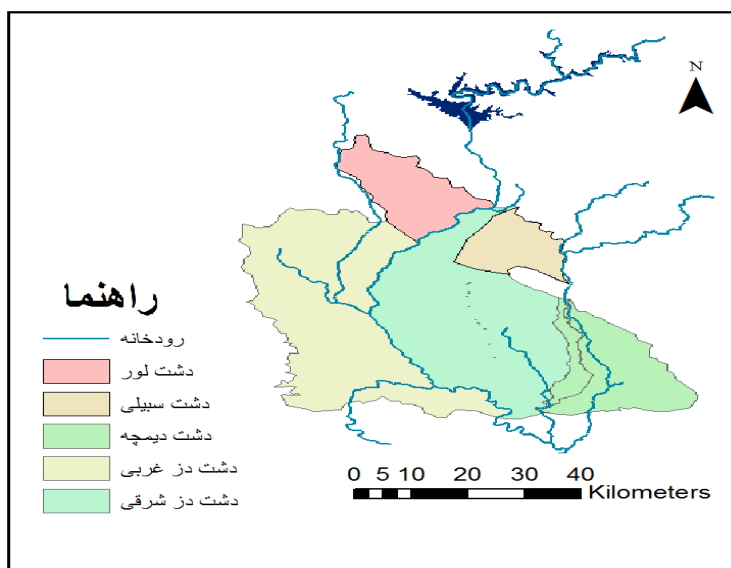 N
راهنما
رودخانه
دشت لور
دشت سبیلی
دشت دیمچه
دشت دز غربی
دشت دز شرقی
0 5 10 20 30 40
Kilometers